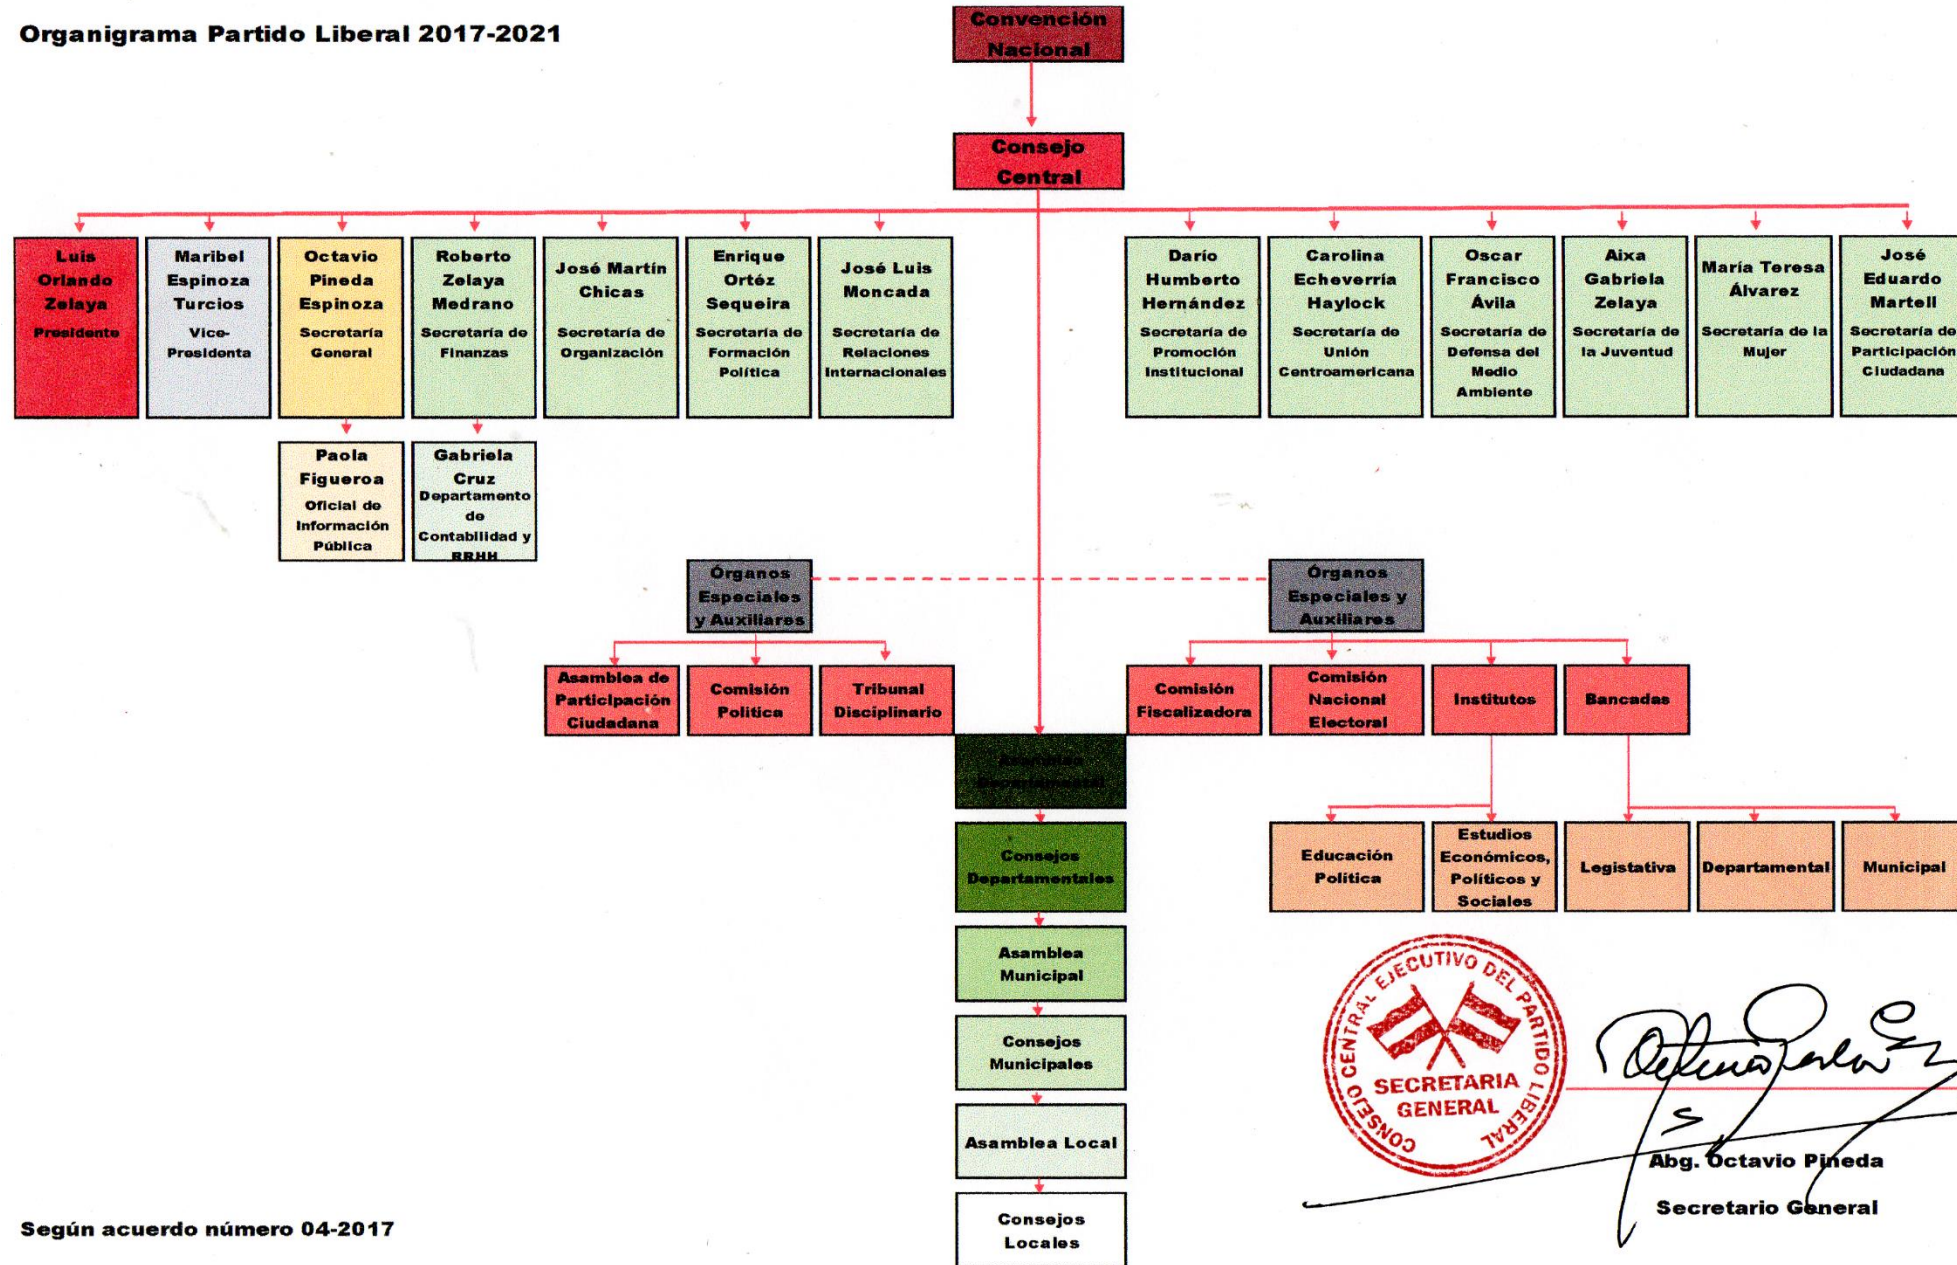 Organigrama Partido Liberal 2017-2021
Convención
Nacional
Consejo
Central
Luis
Orlando
Zelaya
Presidente
Maribel
Espinoza
Turcios
Vice-
Presidenta
Octavio
Pineda
Espinoza
Secretaría
General
Roberto
Zelaya
Medrano
Secretaría de
Finanzas
José Martín
Chicas
Secretaría de
Organización
Enrique
Ortéz
Sequeira
Secretaría de
Formación
Política
José Luis
Moncada
Secretaría de
Relaciones
Internacionales
Darío
Humberto
Hernández
Secretaría de
Promoción
Institucional
Carolina
Echeverría
Haylock
Secretaría de
Unión
Centroamericana
Oscar
Francisco
Ávila
Secretaría de
Defensa del
Medio
Ambiente
Aixa
Gabriela
Zelaya
Secretaría de
la Juventud
María Teresa
Álvarez
Secretaría de la
Mujer
José
Eduardo
Martell
Secretaría de
Participación
Ciudadana
Paola
Figueroa
Oficial de
Información
Pública
Gabriela
Cruz
Departamento
de
Contabilidad y
RRHH
Órganos
Especiales
y Auxiliares
Órganos
Especiales y
Auxiliares
Asamblea de
Participación
Ciudadana
Comisión
Política
Tribunal
Disciplinario
Comisión
Fiscalizadora
Comisión
Nacional
Electoral
Institutos
Bancadas
Asamblea
Departamental
Consejos
Departamentales
Educación
Política
Estudios
Económicos,
Políticos y
Sociales
Legistativa
Departamental
Municipal
Asamblea
Municipal
Consejos
Municipales
Asamblea Local
Consejos
Locales
CONSEJO CENTRAL EJECUTIVO DEL PARTIDO LIBERAL
SECRETARIA
GENERAL
Abg. Octavio Pineda
Secretario General
Según acuerdo número 04-2017